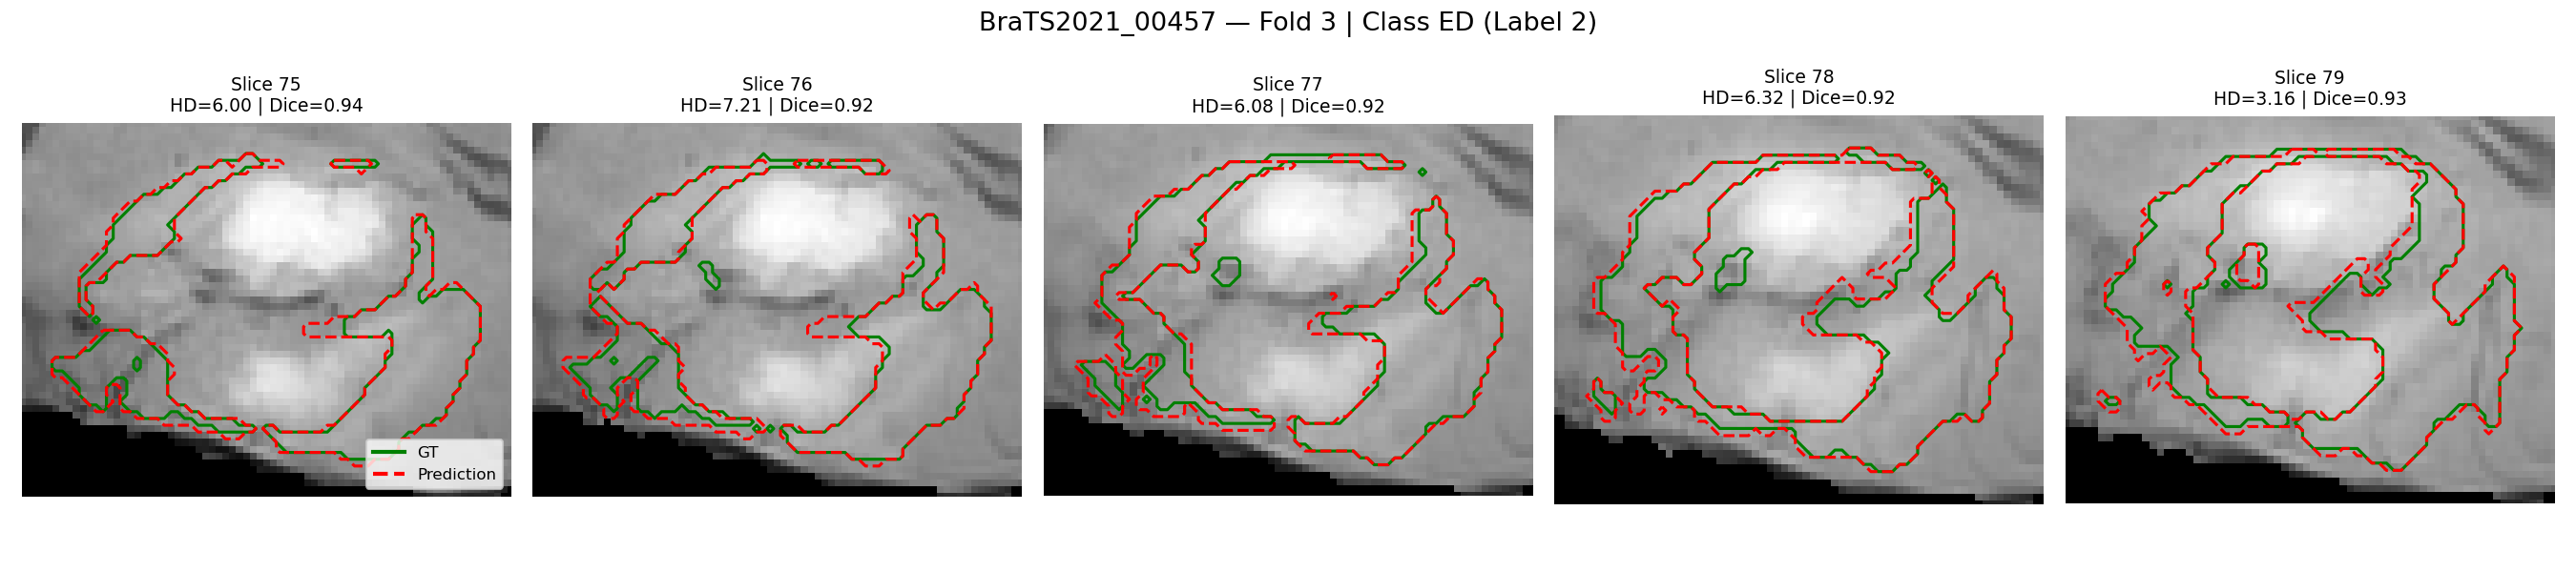 BraTS2021_00457 — Fold 3 | Class ED (Label 2)
Slice 75
HD=6.00 | Dice=0.94
Slice 76
HD=7.21 | Dice=0.92
Slice 77
HD=6.08 | Dice=0.92
Slice 78
HD=6.32 | Dice=0.92
Slice 79
HD=3.16 | Dice=0.93
GT
Prediction